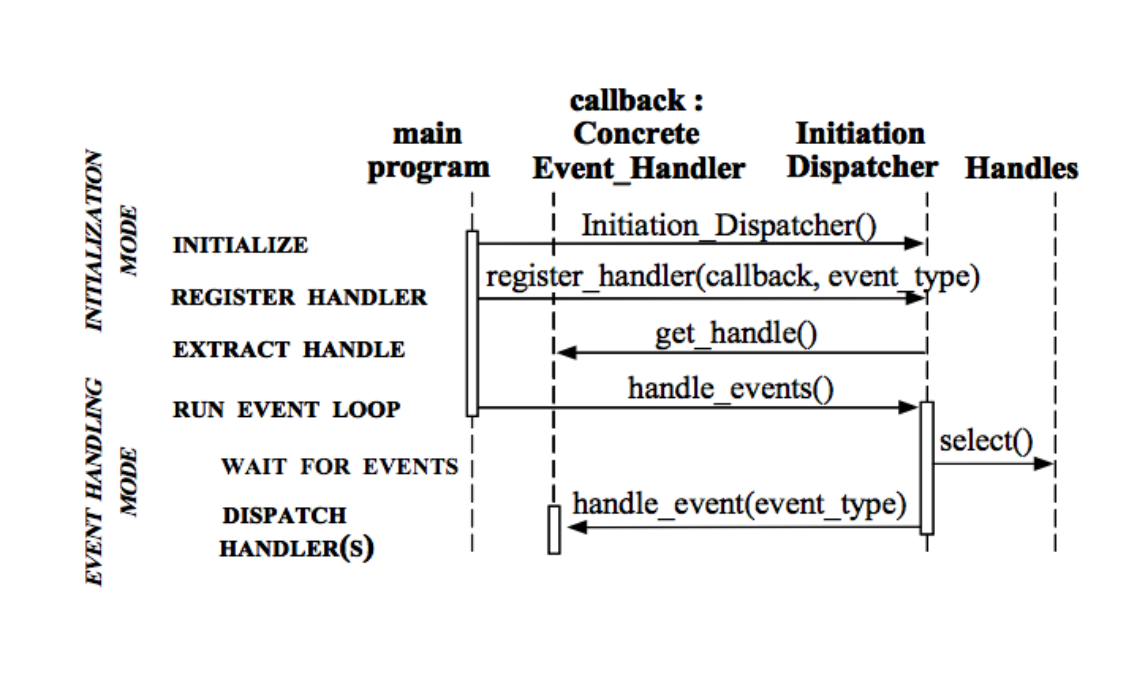 callback :
main Concrete Initiation
program Event_Handler Dispatcher Handles
INITIALIZATION
MODE
INITIALIZE
Initiation_Dispatcher()
REGISTER HANDLER
register_handler(callback, event_type)
EXTRACT HANDLE
get_handle()
EVENT HANDLING
MODE
RUN EVENT LOOP
handle_events()
WAIT FOR EVENTS
select()
DISPATCH
HANDLER(S)
handle_event(event_type)